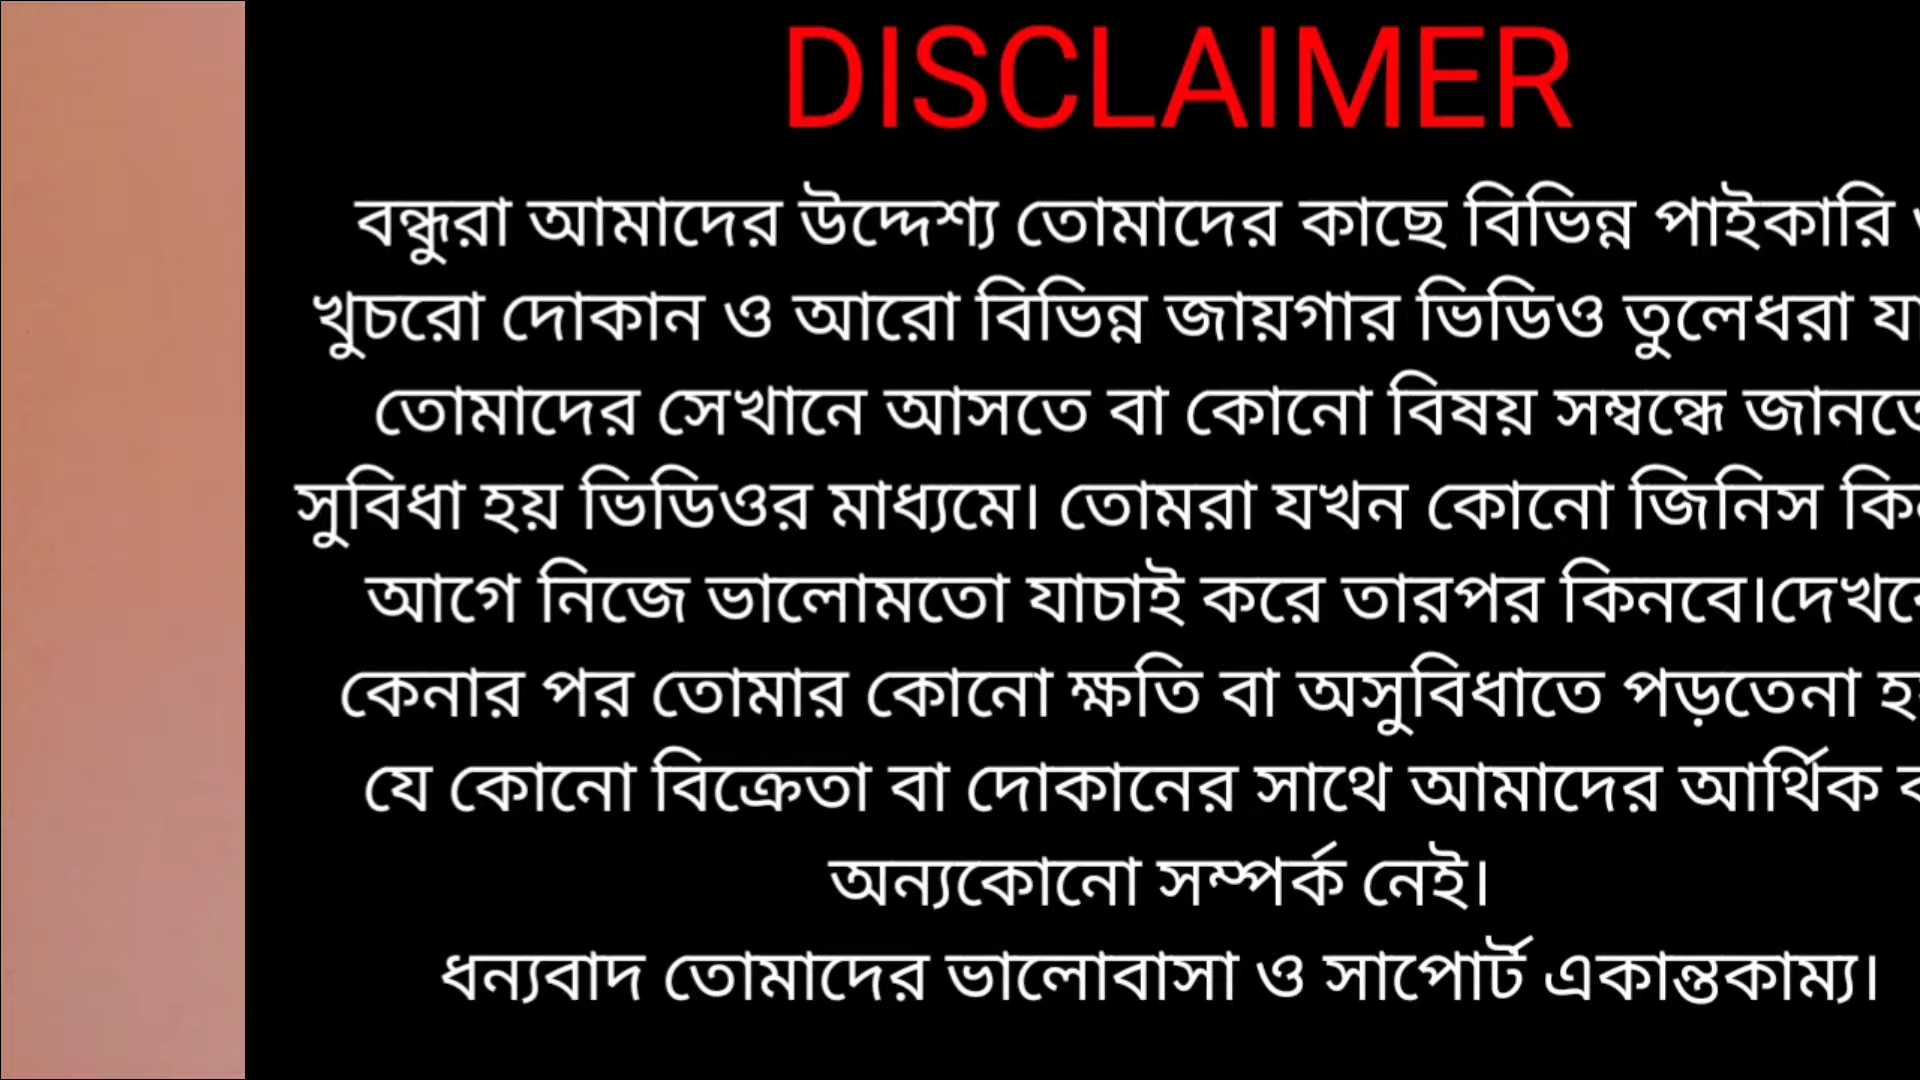 DISCLAIMER
বন্ধুরা আমাদের উদ্দেশ্য তোমাদের কাছে বিভিন্ন পাইকারি
খুচরো দোকান ও আরো বিভিন্ন জায়গার ভিডিও তুলেধরা
তোমাদের সেখানে আসতে বা কোনো বিষয় সম্বন্ধে জানতে
সুবিধা হয় ভিডিওর মাধ্যমে। তোমরা যখন কোনো জিনিস
আগে নিজে ভালোমতো যাচাই করে তারপর কিনবে।
কেনার পর তোমার কোনো ক্ষতি বা অসুবিধাতে পড়তেনা
যে কোনো বিক্রেতা বা দোকানের সাথে আমাদের আর্থিক
অন্যকোনো সম্পর্ক নেই।
ধন্যবাদ তোমাদের ভালোবাসা ও সাপোর্ট একান্তকাম্য।